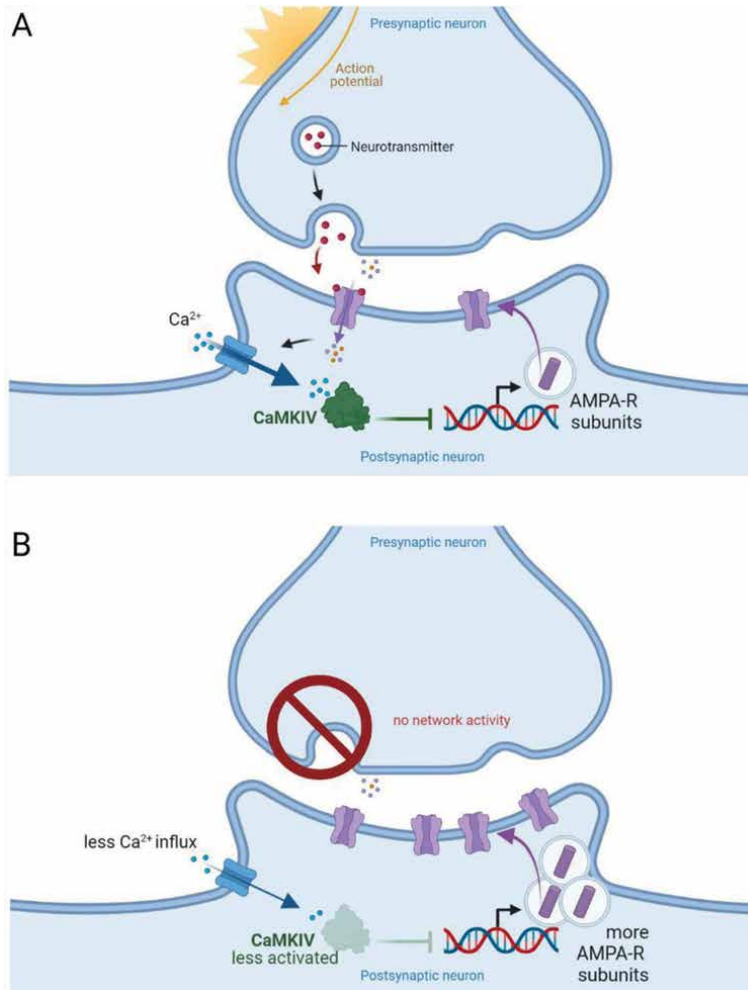 A
Presynaptic neuron
Action
potential
Neurotransmitter
Ca²⁺
CaMKIV
AMPA-R
subunits
Postsynaptic neuron
B
Presynaptic neuron
no network activity
less Ca²⁺ influx
CaMKIV
less activated
more
AMPA-R
subunits
Postsynaptic neuron